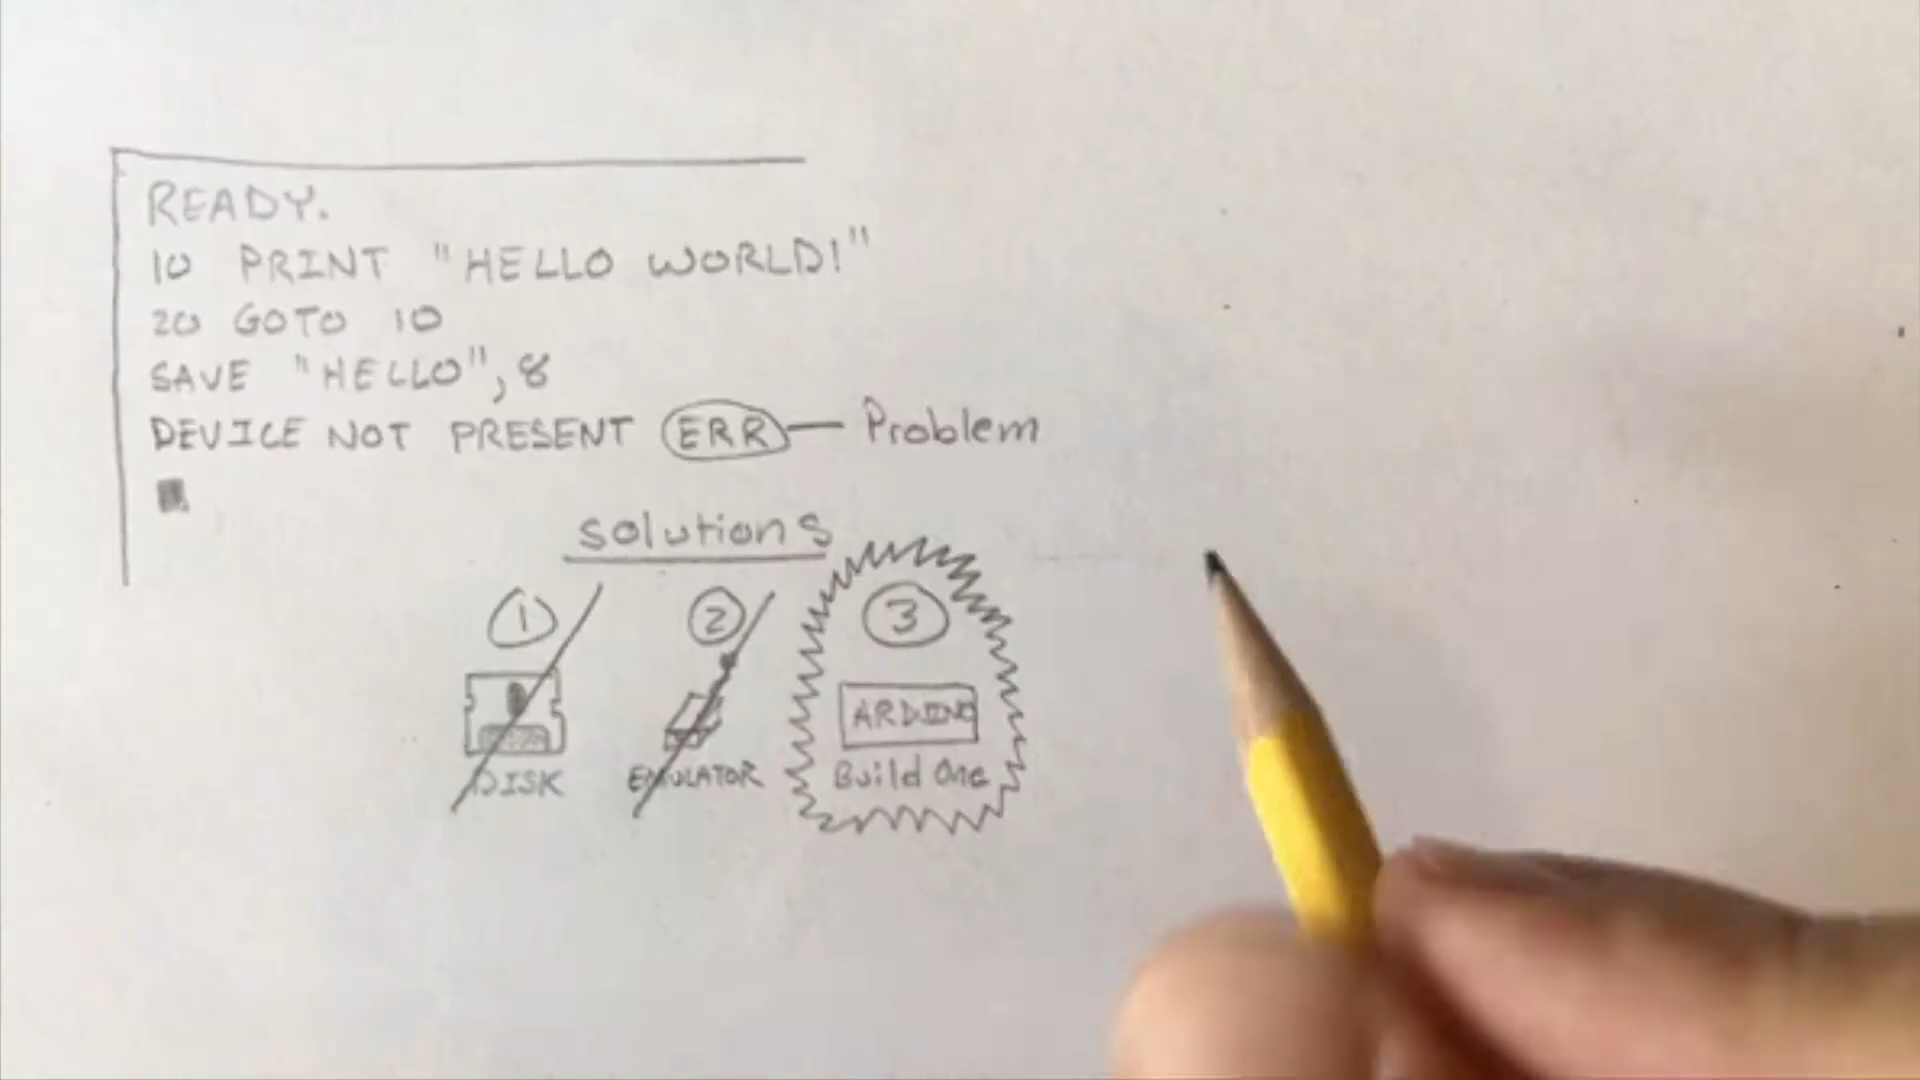 READY.
10 PRINT "HELLO WORLD!"
20 GOTO 10
SAVE "HELLO",8
DEVICE NOT PRESENT ERR — Problem
solutions
1 2 3
ARDUINO
DISK EMULATOR Build One